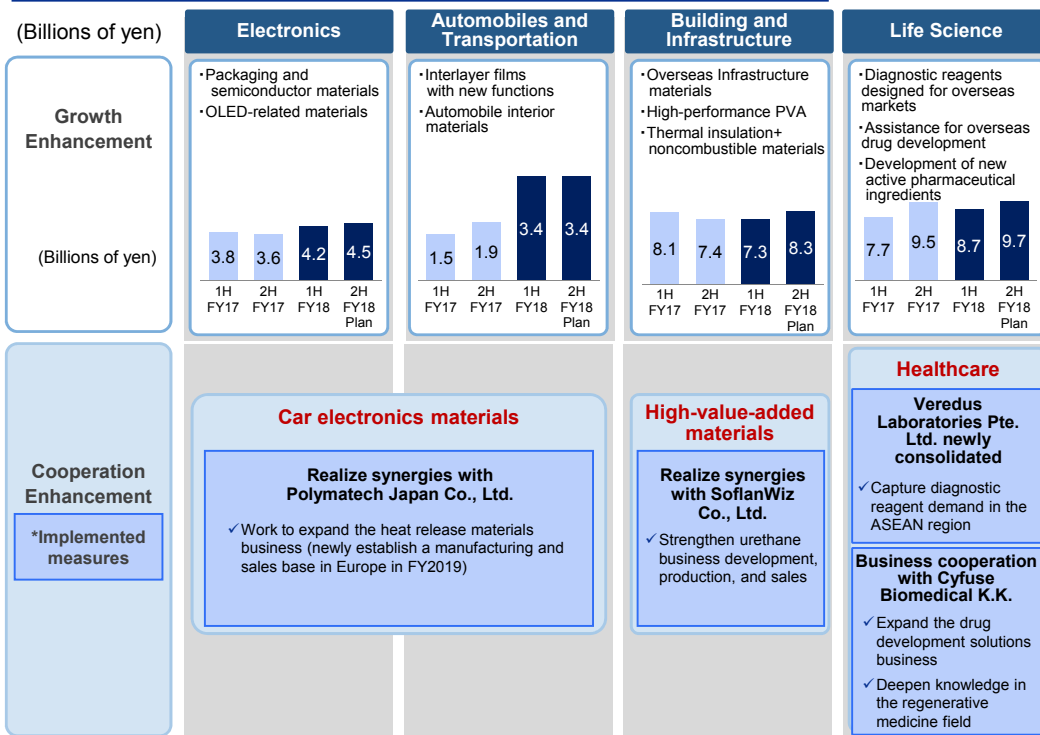 (Billions of yen)
Electronics
Automobiles and
Transportation
Building and
Infrastructure
Life Science
Growth
Enhancement
(Billions of yen)
・Packaging and
semiconductor materials
・OLED-related materials
3.8
3.6
4.2
4.5
1H
FY17
2H
FY17
1H
FY18
2H
FY18
Plan
・Interlayer films
with new functions
・Automobile interior
materials
1.5
1.9
3.4
3.4
1H
FY17
2H
FY17
1H
FY18
2H
FY18
Plan
・Overseas Infrastructure
materials
・High-performance PVA
・Thermal insulation+
noncombustible materials
8.1
7.4
7.3
8.3
1H
FY17
2H
FY17
1H
FY18
2H
FY18
Plan
・Diagnostic reagents
designed for overseas
markets
・Assistance for overseas
drug development
・Development of new
active pharmaceutical
ingredients
7.7
9.5
8.7
9.7
1H
FY17
2H
FY17
1H
FY18
2H
FY18
Plan
Cooperation
Enhancement
*Implemented
measures
Car electronics materials
Realize synergies with
Polymatech Japan Co., Ltd.
✓Work to expand the heat release materials
business (newly establish a manufacturing and
sales base in Europe in FY2019)
High-value-added
materials
Realize synergies
with SoflanWiz
Co., Ltd.
✓Strengthen urethane
business development,
production, and sales
Healthcare
Veredus
Laboratories Pte.
Ltd. newly
consolidated
✓Capture diagnostic
reagent demand in the
ASEAN region
Business cooperation
with Cyfuse
Biomedical K.K.
✓Expand the drug
development solutions
business
✓Deepen knowledge in
the regenerative
medicine field